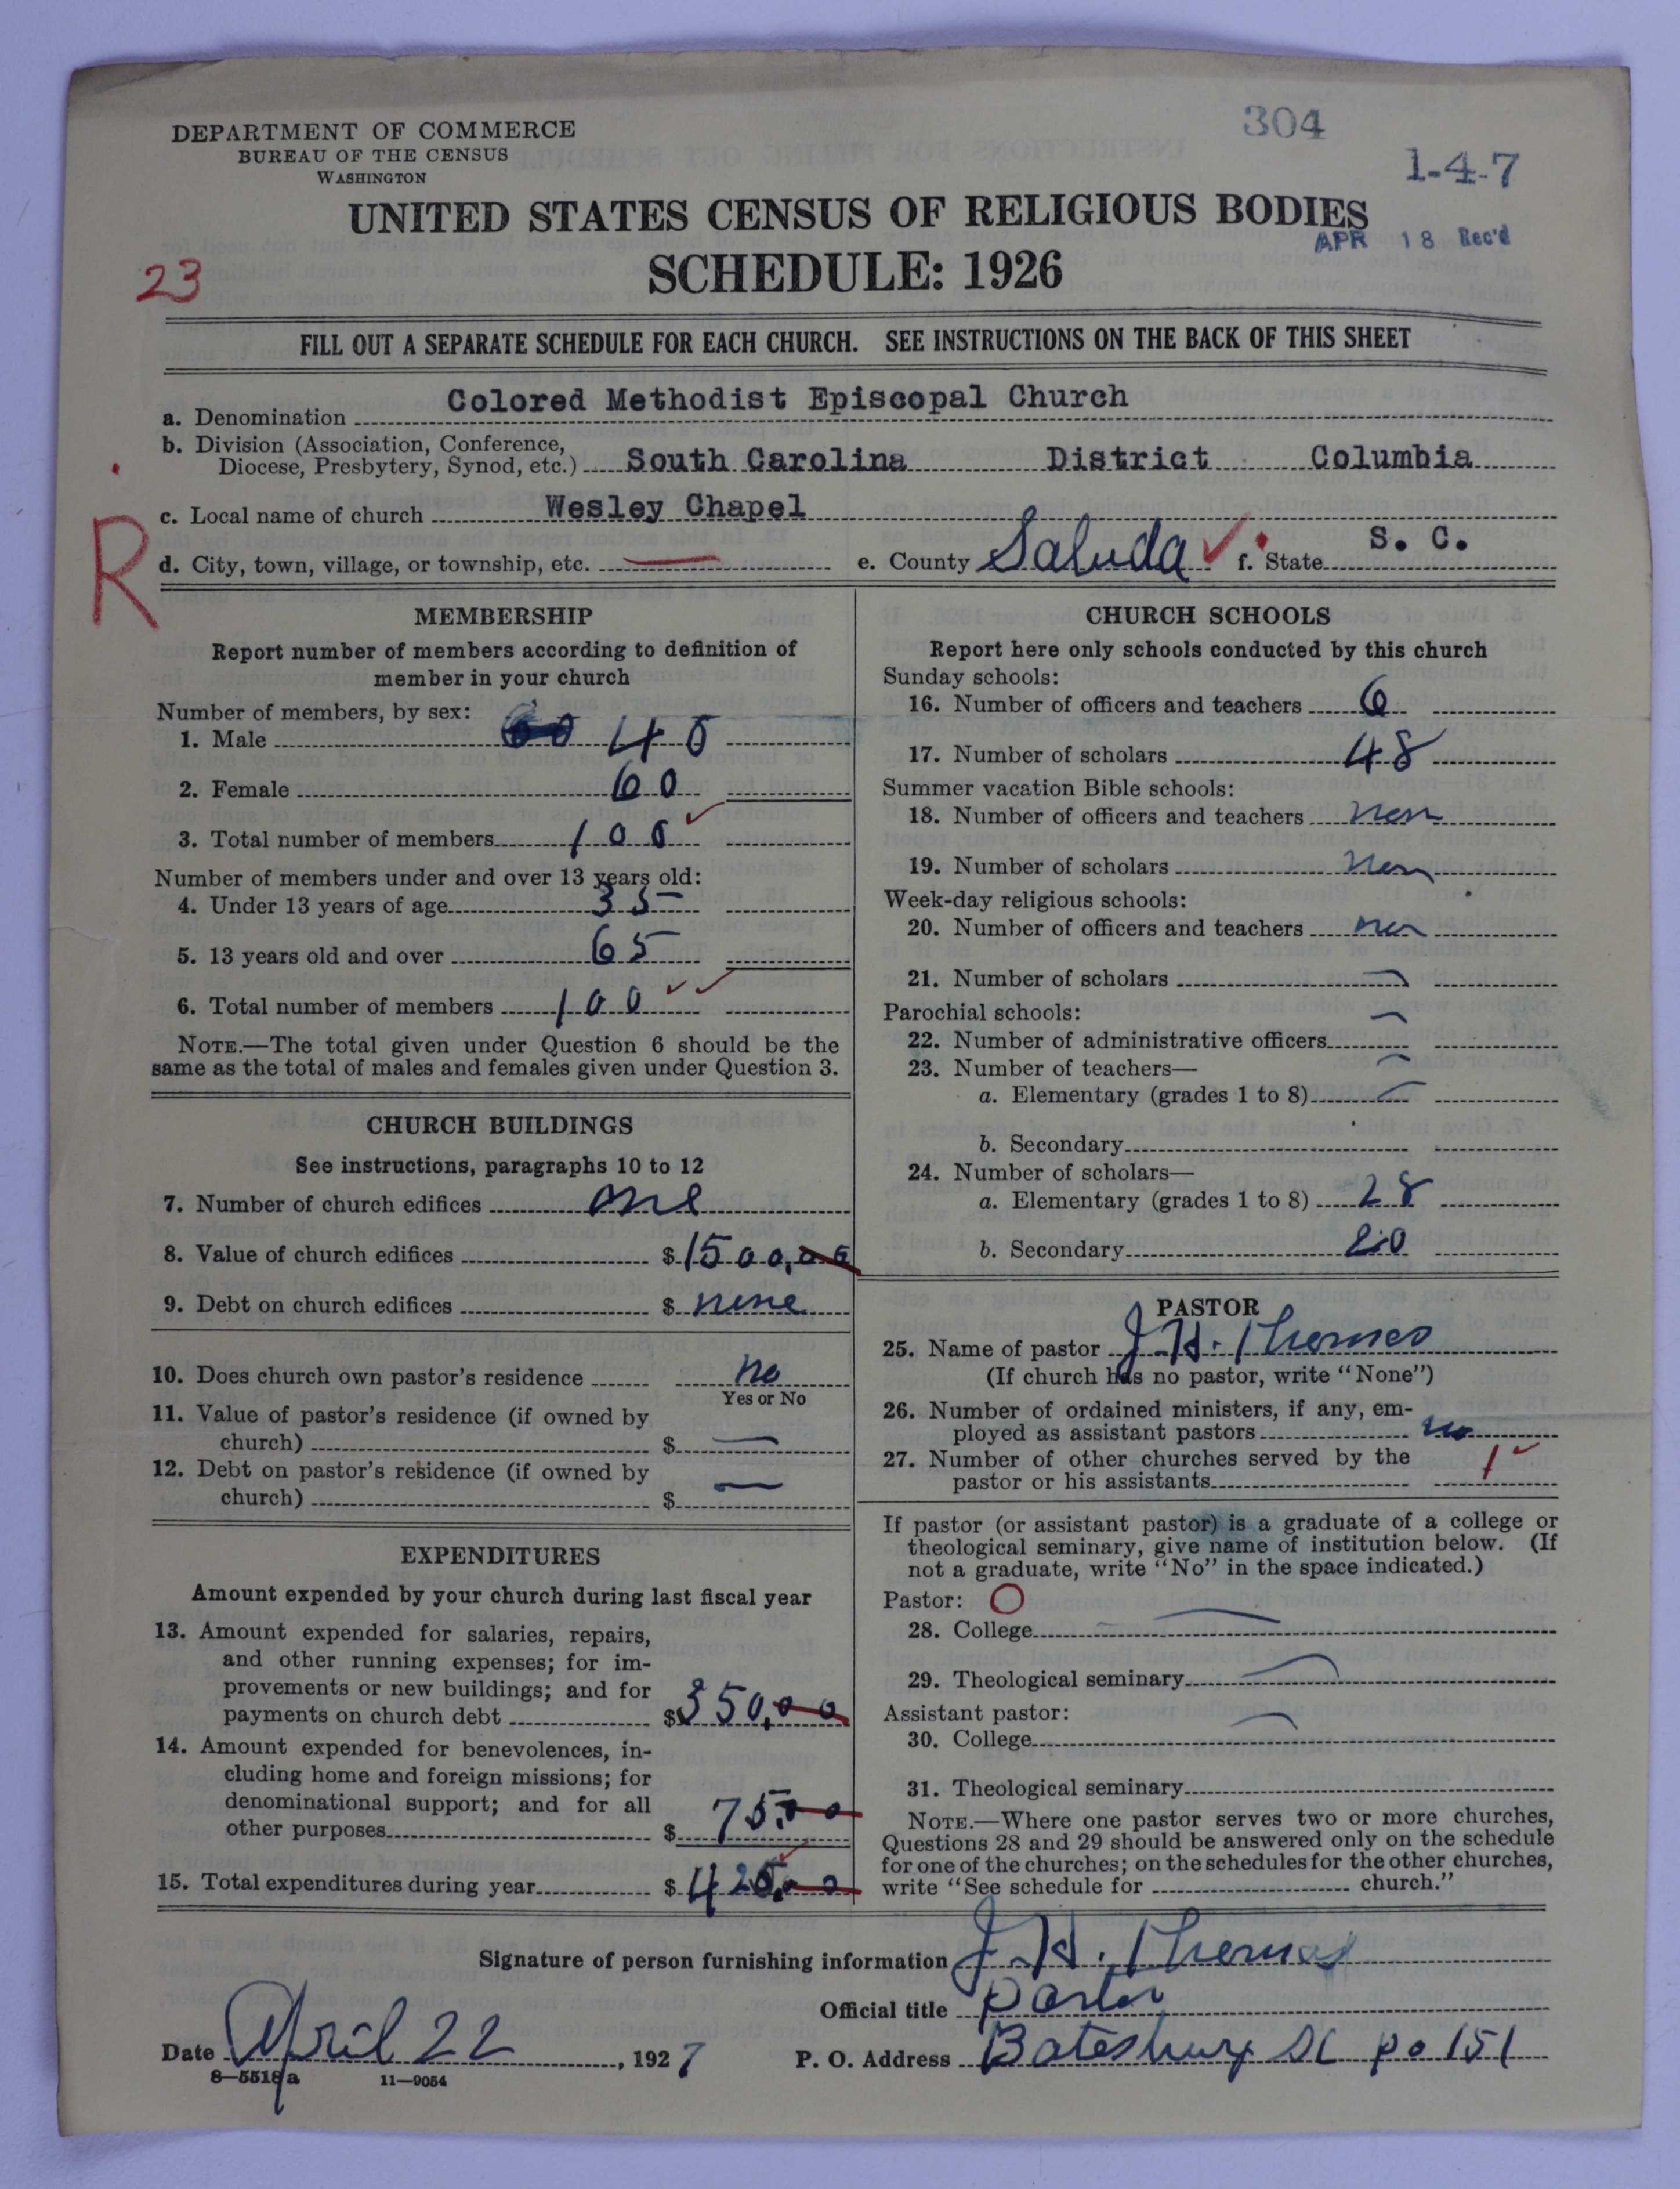 304
1-4-7
DEPARTMENT OF COMMERCE
BUREAU OF THE CENSUS
WASHINGTON
UNITED STATES CENSUS OF RELIGIOUS BODIES
APR 18 Rec'd
SCHEDULE: 1926
23
FILL OUT A SEPARATE SCHEDULE FOR EACH CHURCH. SEE INSTRUCTIONS ON THE BACK OF THIS SHEET
a. Denomination Colored Methodist Episcopal Church
b. Division (Association, Conference,
Diocese, Presbytery, Synod, etc.) South Carolina District Columbia
c. Local name of church Wesley Chapel
R
d. City, town, village, or township, etc. — e. County Saluda ✓ f. State S. C.
MEMBERSHIP
Report number of members according to definition of
member in your church
Number of members, by sex:
1. Male 40
2. Female 60
3. Total number of members 100
Number of members under and over 13 years old:
4. Under 13 years of age 35
5. 13 years old and over 65
6. Total number of members 100
NOTE.—The total given under Question 6 should be the
same as the total of males and females given under Question 3.
CHURCH BUILDINGS
See instructions, paragraphs 10 to 12
7. Number of church edifices one
8. Value of church edifices $1500,00
9. Debt on church edifices $ none
10. Does church own pastor's residence no
Yes or No
11. Value of pastor's residence (if owned by
church) $ —
12. Debt on pastor's residence (if owned by
church) $ —
EXPENDITURES
Amount expended by your church during last fiscal year
13. Amount expended for salaries, repairs,
and other running expenses; for im-
provements or new buildings; and for
payments on church debt $350,00
14. Amount expended for benevolences, in-
cluding home and foreign missions; for
denominational support; and for all
other purposes $ 75.00
15. Total expenditures during year $ 425,00
CHURCH SCHOOLS
Report here only schools conducted by this church
Sunday schools:
16. Number of officers and teachers 6
17. Number of scholars 48
Summer vacation Bible schools:
18. Number of officers and teachers
19. Number of scholars
Week-day religious schools:
20. Number of officers and teachers
21. Number of scholars —
Parochial schools:
22. Number of administrative officers —
23. Number of teachers—
a. Elementary (grades 1 to 8) —
b. Secondary
24. Number of scholars—
a. Elementary (grades 1 to 8) 28
b. Secondary 20
PASTOR
25. Name of pastor J. H. Thomas
(If church has no pastor, write "None")
26. Number of ordained ministers, if any, em-
ployed as assistant pastors no
27. Number of other churches served by the
pastor or his assistants 1
If pastor (or assistant pastor) is a graduate of a college or
theological seminary, give name of institution below. (If
not a graduate, write "No" in the space indicated.)
Pastor: O
28. College —
29. Theological seminary —
Assistant pastor:
30. College —
31. Theological seminary
NOTE.—Where one pastor serves two or more churches,
Questions 28 and 29 should be answered only on the schedule
for one of the churches; on the schedules for the other churches,
write "See schedule for church."
Signature of person furnishing information J. H. Thomas
Official title Pastor
Date April 22, 1927 P. O. Address Batesburg SC po 151
8—5518a 11—9054